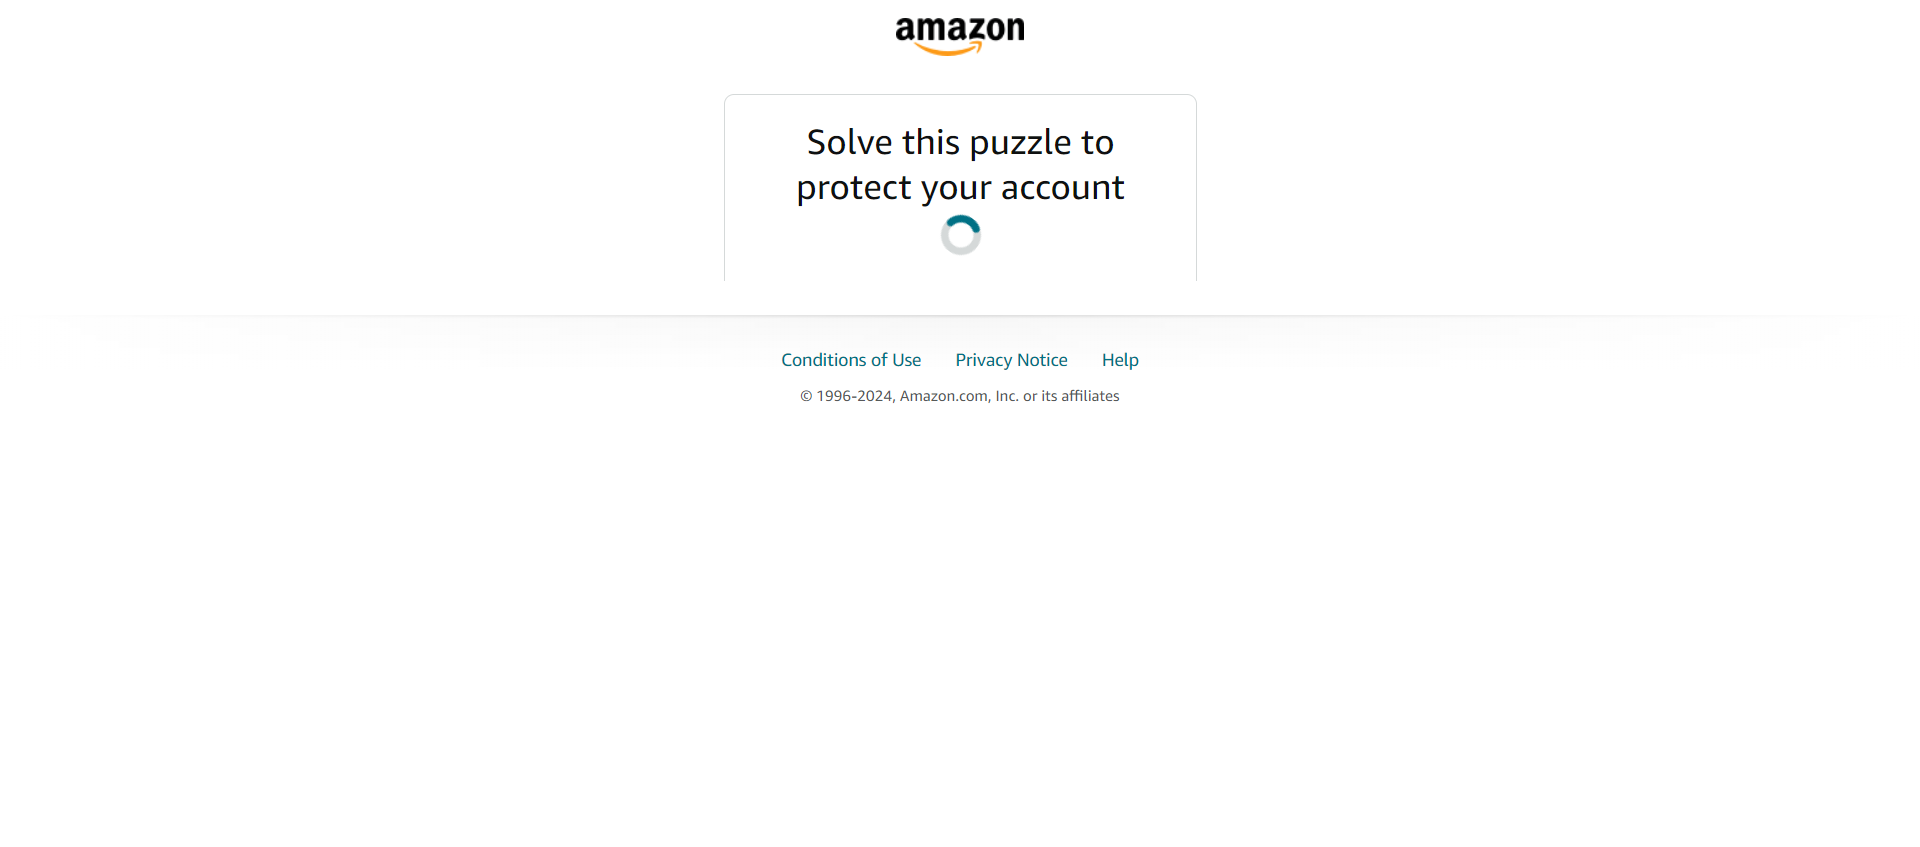 amazon
Solve this puzzle to
protect your account
Conditions of Use Privacy Notice Help
© 1996-2024, Amazon.com, Inc. or its affiliates